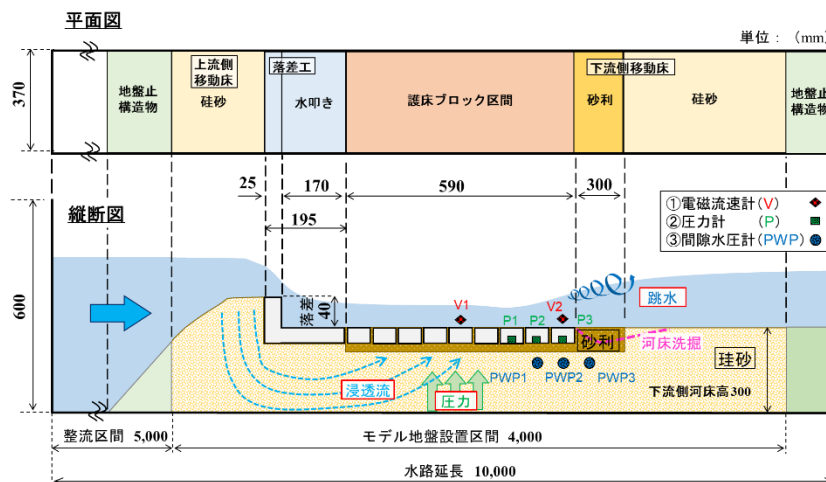 平面図
単位： （mm）
370
地盤止
構造物
上流側
移動床
硅砂
落差工
水叩き
護床ブロック区間
下流側移動床
砂利
硅砂
地盤止
構造物
25
170
590
300
195
縦断図
①電磁流速計（V）
②圧力計 （P）
③間隙水圧計（PWP）
600
落差
40
V1
P1
P2
V2
P3
跳水
砂利
河床洗掘
硅砂
浸透流
圧力
PWP1
PWP2
PWP3
下流側河床高300
整流区間 5,000
モデル地盤設置区間 4,000
水路延長 10,000